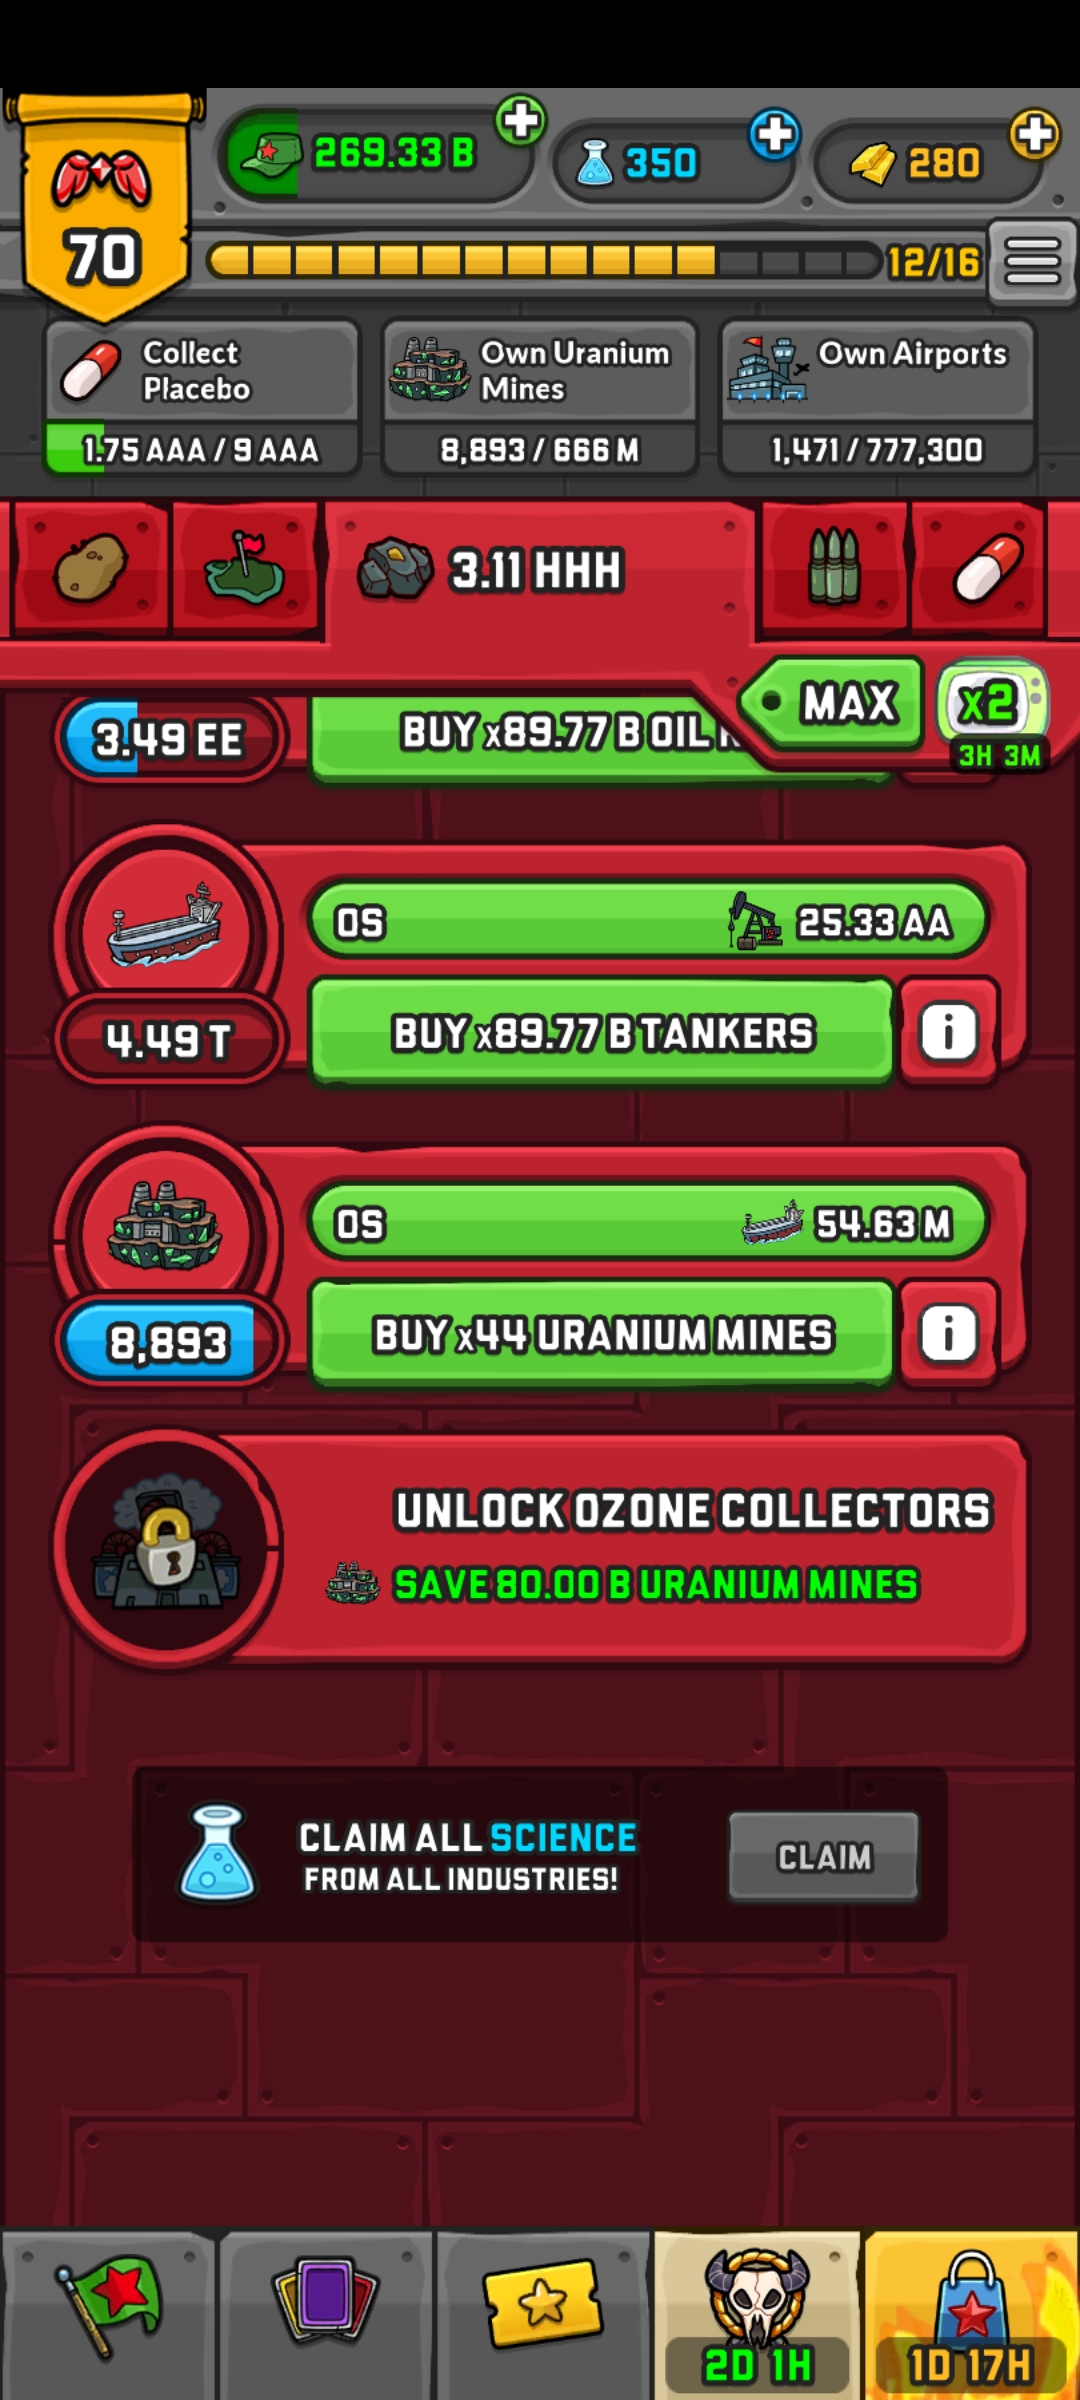 269.33 B
350
280
70
12/16
Collect
Placebo
1.75 AAA / 9 AAA
Own Uranium
Mines
8,893 / 666 M
Own Airports
1,471 / 777,300
3.11 HHH
MAX
x2
3H 3M
3.49 EE
BUY x89.77 B OIL
0S
25.33 AA
4.49 T
BUY x89.77 B TANKERS
i
0S
54.63 M
8,893
BUY x44 URANIUM MINES
i
UNLOCK OZONE COLLECTORS
SAVE 80.00 B URANIUM MINES
CLAIM ALL SCIENCE
FROM ALL INDUSTRIES!
CLAIM
2D 1H
1D 17H